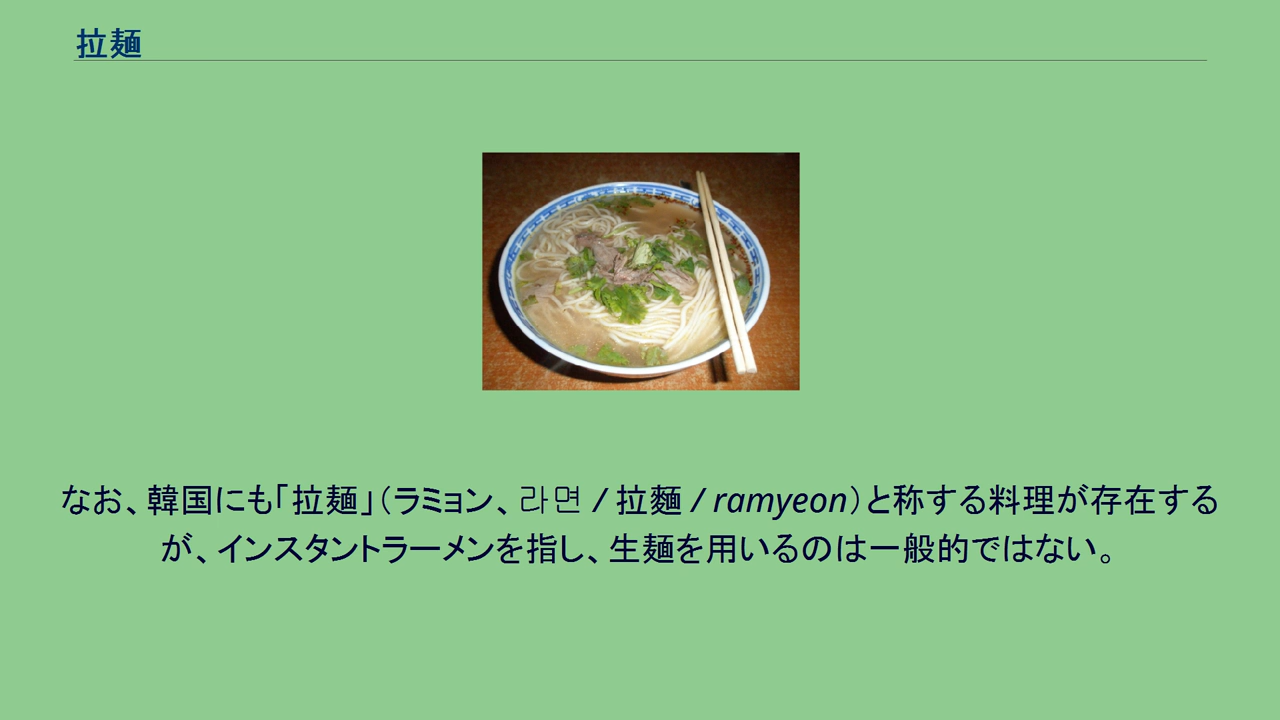 拉麺
なお、韓国にも「拉麺」（ラミョン、라면 / 拉麵 / ramyeon）と称する料理が存在する
が、インスタントラーメンを指し、生麺を用いるのは一般的ではない。